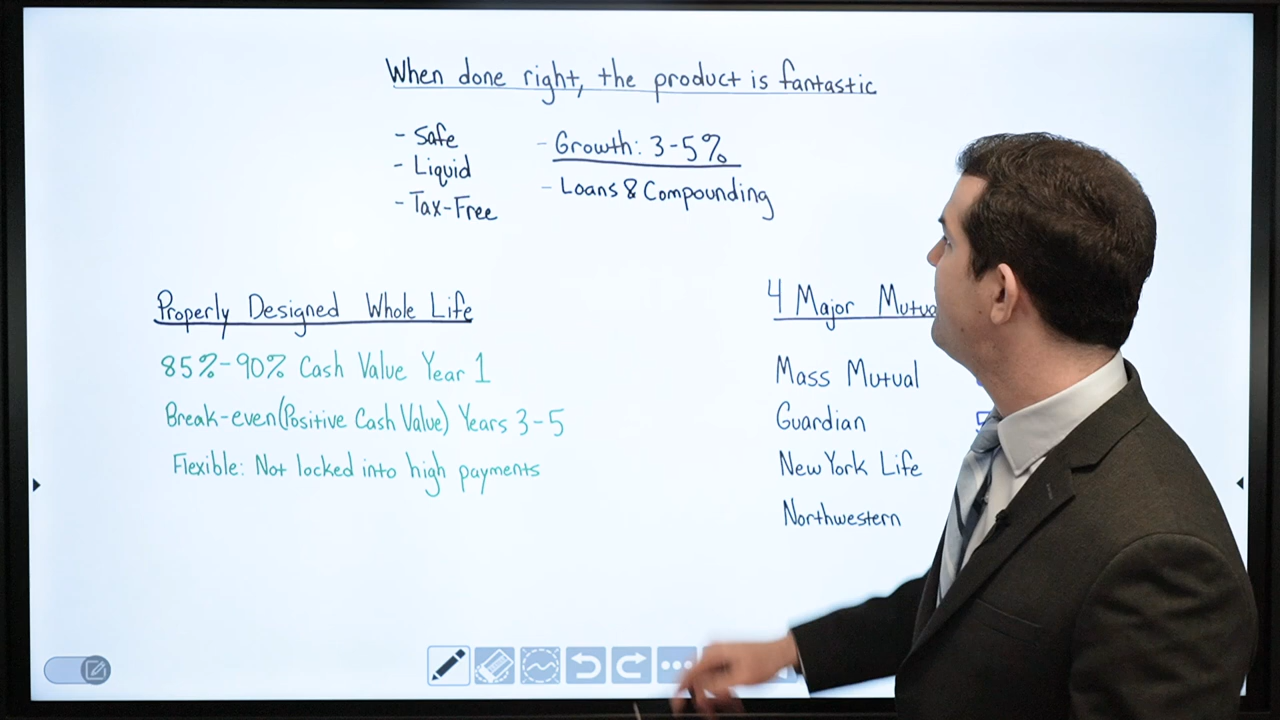 When done right, the product is fantastic
- Safe
- Liquid
- Tax-Free
- Growth: 3-5%
- Loans & Compounding
Properly Designed Whole Life
85%-90% Cash Value Year 1
Break-even (Positive Cash Value) Years 3-5
Flexible: Not locked into high payments
4 Major
Mass Mutual
Guardian
New York Life
Northwestern